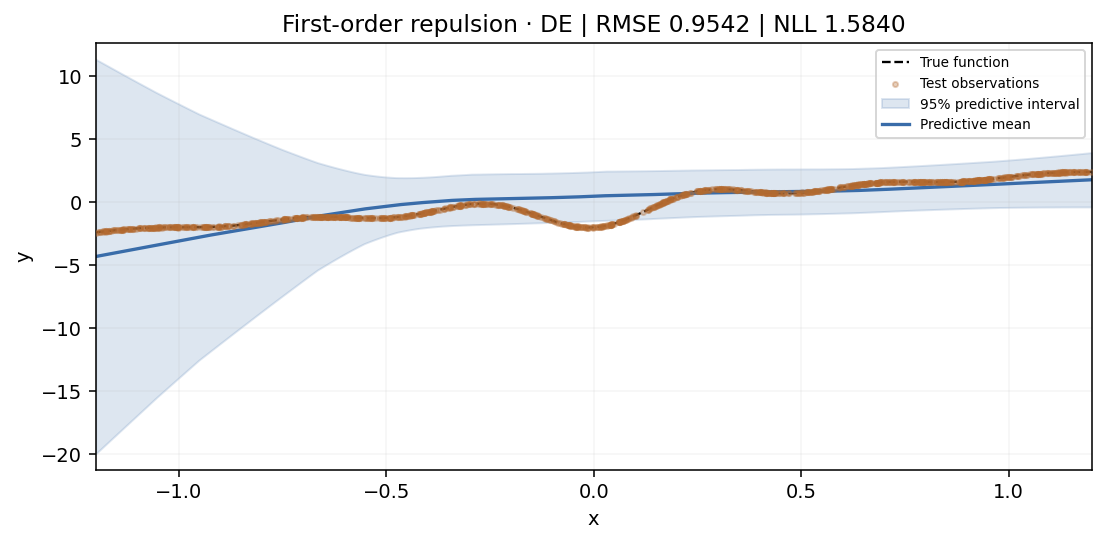 First-order repulsion · DE | RMSE 0.9542 | NLL 1.5840
True function
Test observations
95% predictive interval
Predictive mean
10
5
0
−5
−10
−15
−20
y
−1.0
−0.5
0.0
0.5
1.0
x